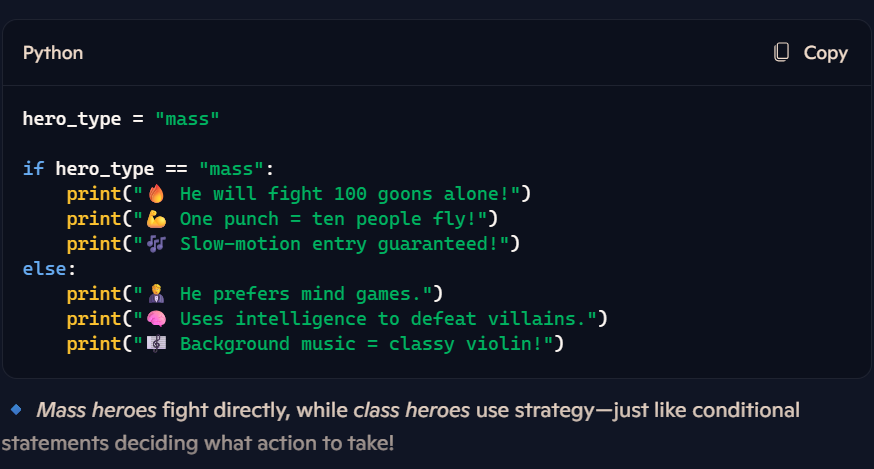 Python
Copy
hero_type = "mass"
if hero_type == "mass":
    print("🔥 He will fight 100 goons alone!")
    print("💪 One punch = ten people fly!")
    print("🎶 Slow-motion entry guaranteed!")
else:
    print("🤵 He prefers mind games.")
    print("🧠 Uses intelligence to defeat villains.")
    print("🎼 Background music = classy violin!")
🔹 Mass heroes fight directly, while class heroes use strategy—just like conditional
statements deciding what action to take!